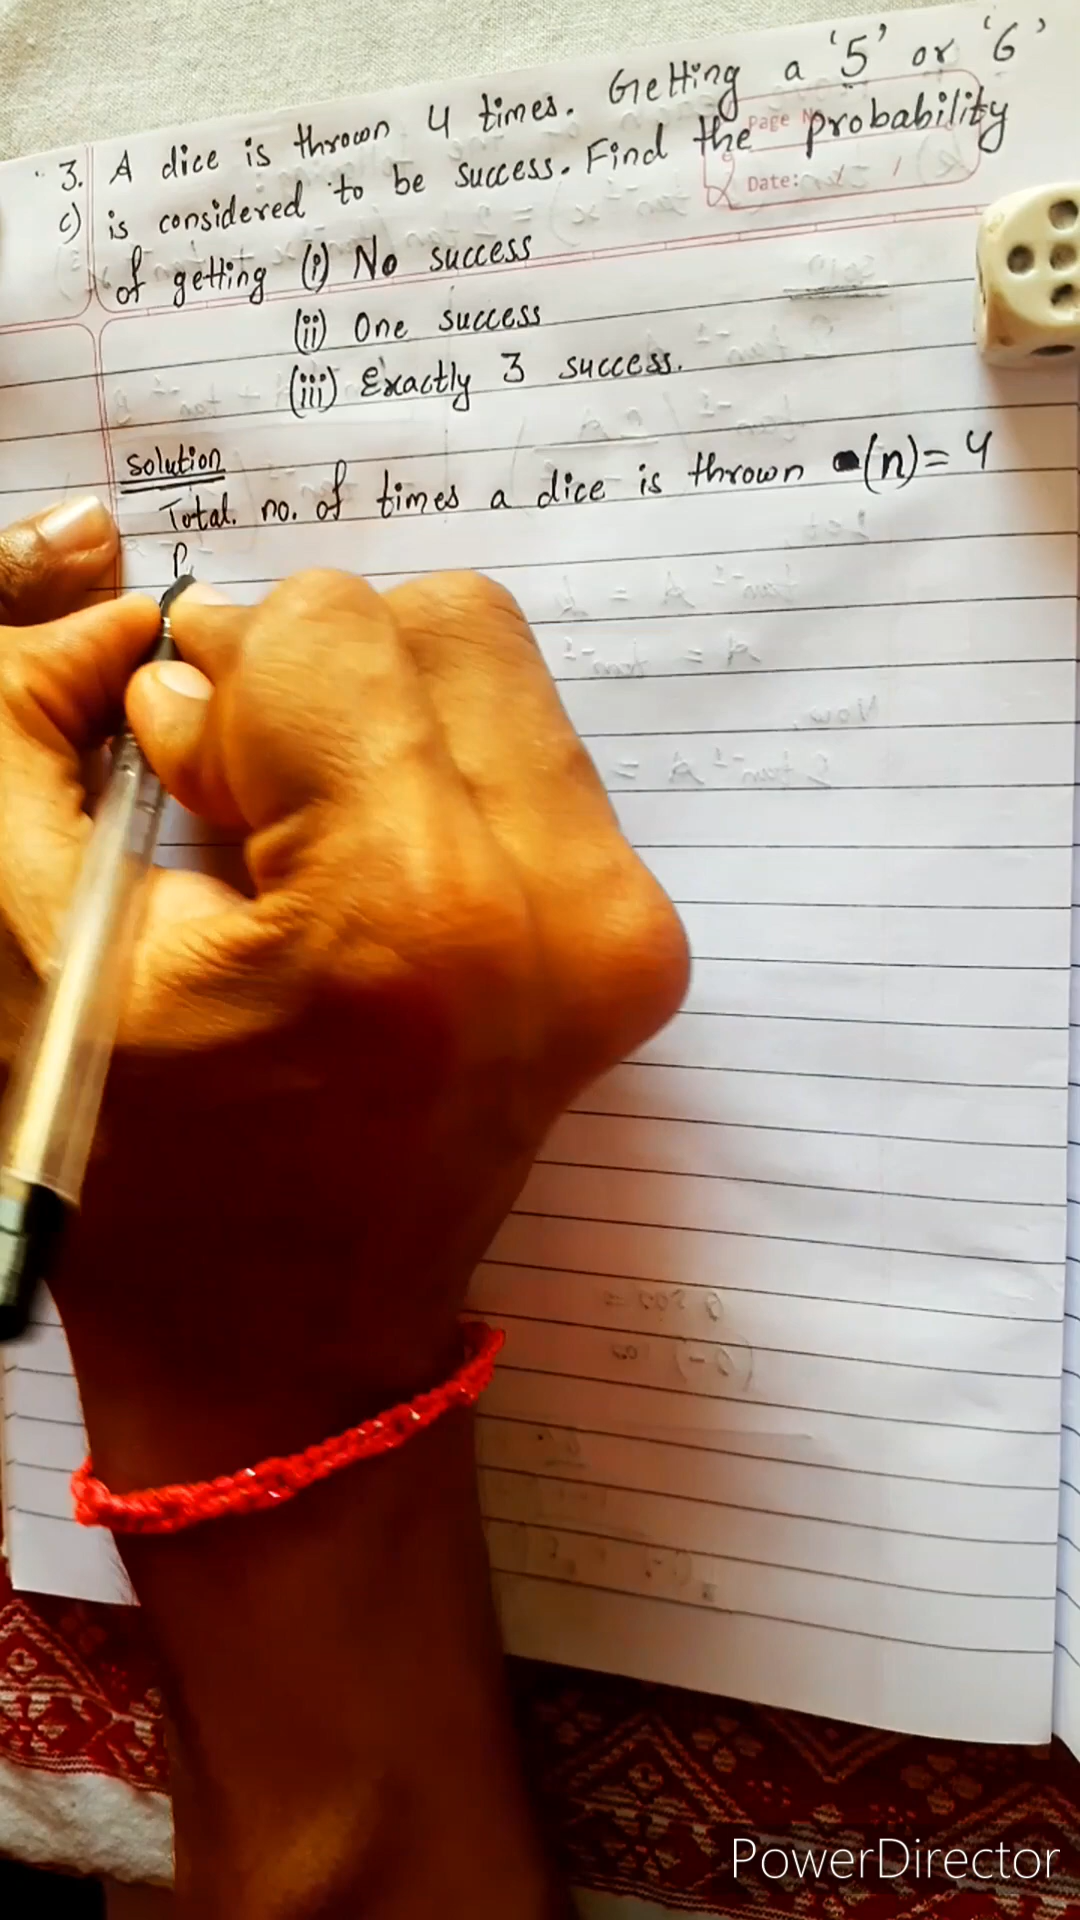 3. A dice is thrown 4 times. Getting a '5' or '6'
c) is considered to be success. Find the probability
of getting (i) No success
(ii) One success
(iii) Exactly 3 success.
Page N
Date:
Solution
Total. no. of times a dice is thrown (n) = 4
P
PowerDirector